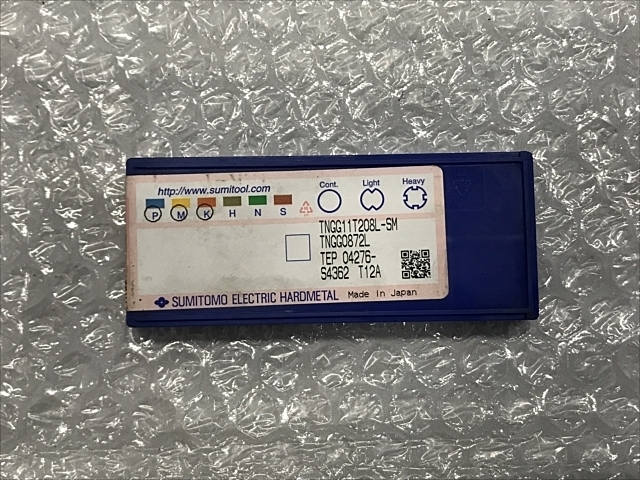 http://www.sumitool.com
Cont. Light Heavy
P M K H N S
TNGG11T208L-SM
TNGG0872L
TEP 04276-
S4362 T12A
SUMITOMO ELECTRIC HARDMETAL Made in Japan